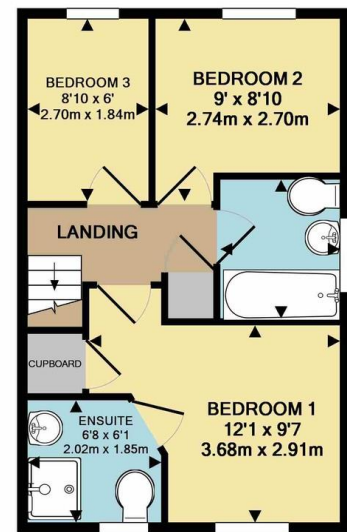 BEDROOM 3
8'10 x 6'
2.70m x 1.84m
BEDROOM 2
9' x 8'10
2.74m x 2.70m
LANDING
CUPBOARD
BEDROOM 1
12'1 x 9'7
3.68m x 2.91m
ENSUITE
6'8 x 6'1
2.02m x 1.85m